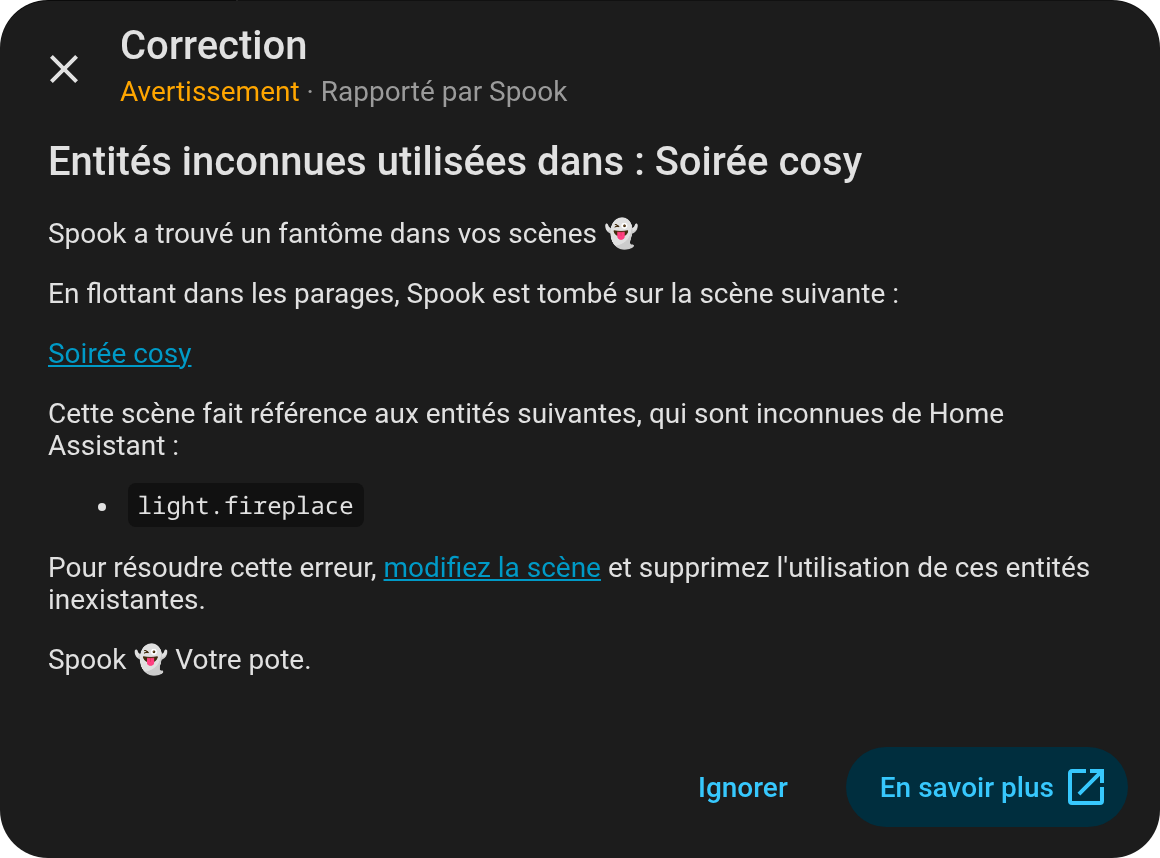 Correction
Avertissement · Rapporté par Spook
Entités inconnues utilisées dans : Soirée cosy
Spook a trouvé un fantôme dans vos scènes 👻
En flottant dans les parages, Spook est tombé sur la scène suivante :
Soirée cosy
Cette scène fait référence aux entités suivantes, qui sont inconnues de Home
Assistant :
• light.fireplace
Pour résoudre cette erreur, modifiez la scène et supprimez l'utilisation de ces entités
inexistantes.
Spook 👻 Votre pote.
Ignorer
En savoir plus